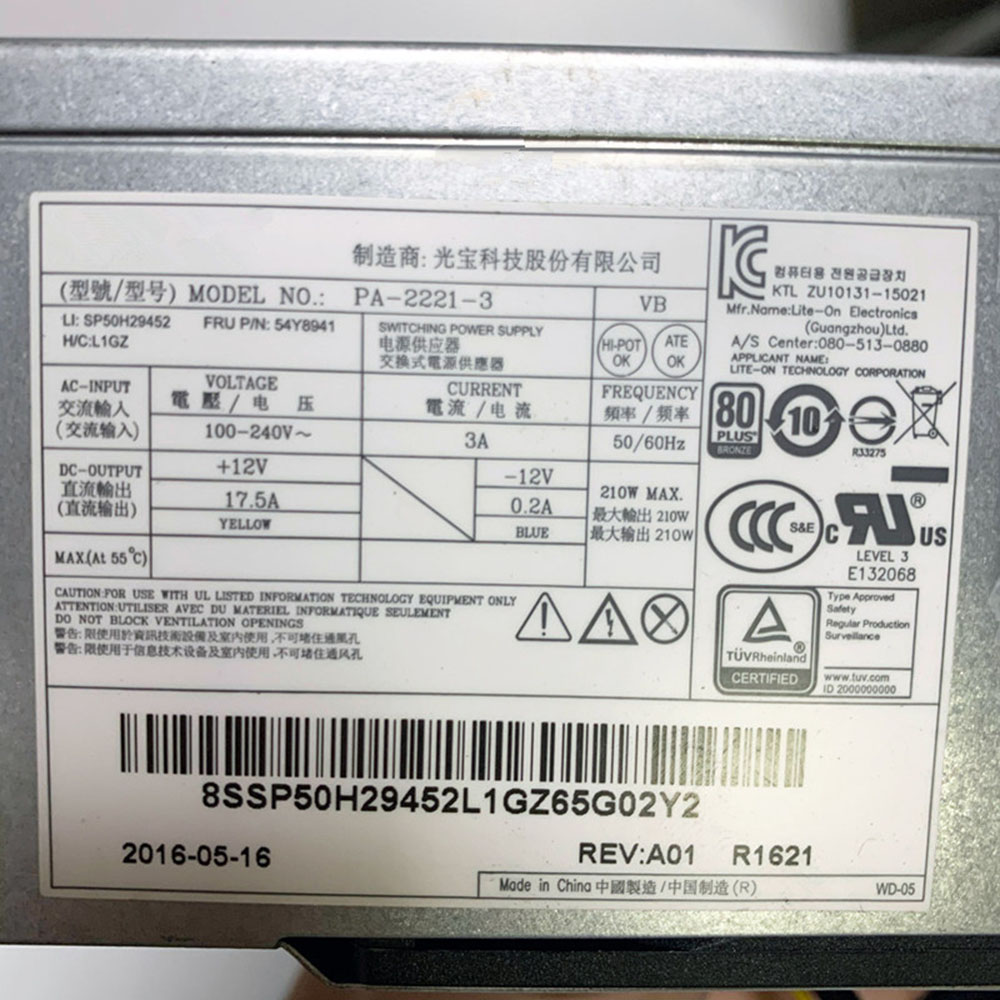 制造商: 光宝科技股份有限公司
(型號/型号) MODEL NO.: PA-2221-3 VB
LI: SP50H29452 FRU P/N: 54Y8941
H/C:L1GZ
SWITCHING POWER SUPPLY
电源供应器
交換式電源供應器
HI-POT OK
ATE OK
AC-INPUT
交流輸入
(交流输入)
VOLTAGE
電 壓 / 电 压
100-240V～
CURRENT
電流 / 电 流
3A
FREQUENCY
頻率 / 频率
50/60Hz
DC-OUTPUT
直流輸出
(直流输出)
+12V
17.5A
YELLOW
-12V
0.2A
BLUE
210W MAX.
最大輸出 210W
最大输出 210W
MAX.(At 55℃)
CAUTION:FOR USE WITH UL LISTED INFORMATION TECHNOLOGY EQUIPMENT ONLY
ATTENTION:UTILISER AVEC DU MATERIEL INFORMATIQUE SEULEMENT
DO NOT BLOCK VENTILATION OPENINGS
警告: 限使用於資訊技術設備及室内使用 ,不可堵住通風孔
警告: 限使用于信息技术设备及室内使用 ,不可堵住通风孔
KC
컴퓨터용 전원공급장치
KTL ZU10131-15021
Mfr.Name:Lite-On Electronics
(Guangzhou)Ltd.
A/S Center:080-513-0880
APPLICANT NAME:
LITE-ON TECHNOLOGY CORPORATION
80
PLUS
BRONZE
10
R33275
CCC S&E
c RU ® US
LEVEL 3
E132068
TÜVRheinland ®
CERTIFIED
Type Approved
Safety
Regular Production
Surveillance
www.tuv.com
ID 2000000000
8SSP50H29452L1GZ65G02Y2
2016-05-16 REV:A01 R1621
Made in China 中國製造/中国制造(R) WD-05